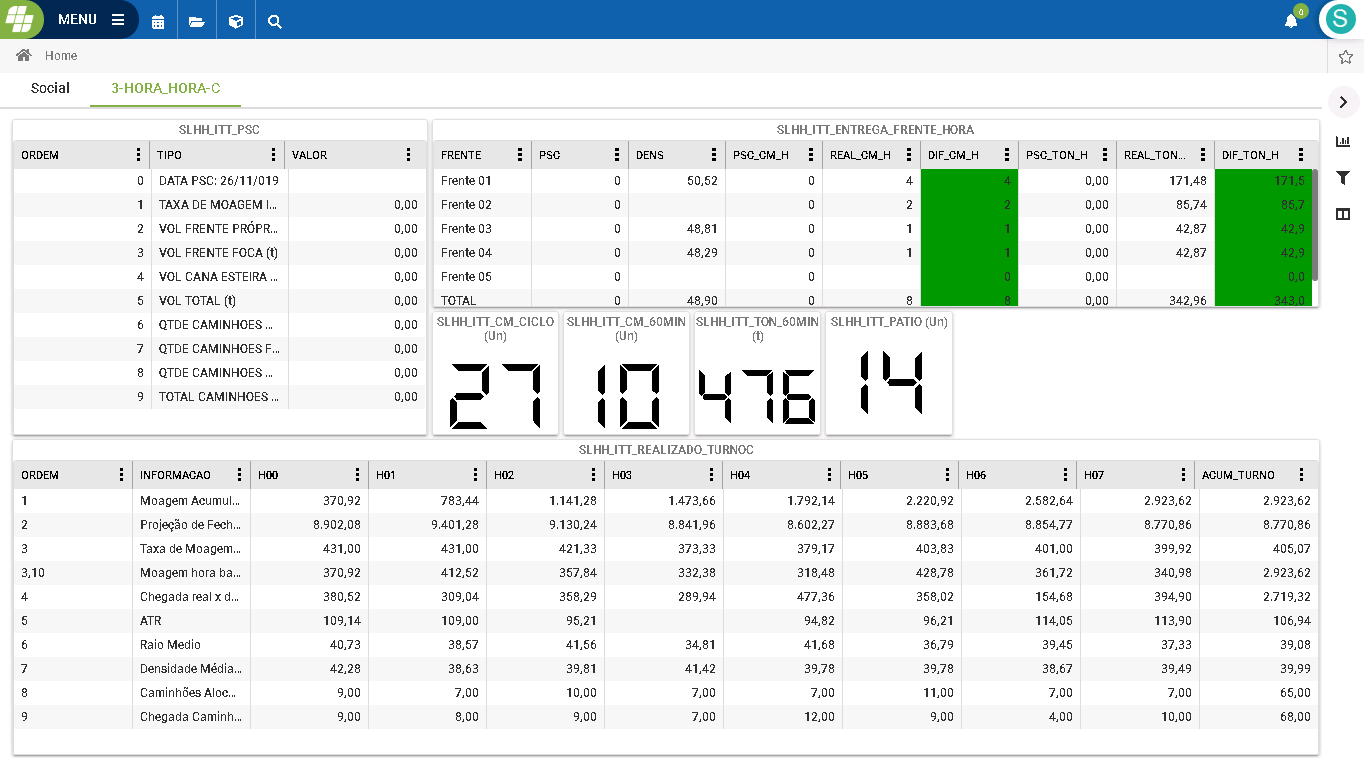 MENU
0
S
Home
Social 3-HORA_HORA-C
SLHH_ITT_PSC
ORDEM TIPO VALOR
0 DATA PSC: 26/11/019
1 TAXA DE MOAGEM I... 0,00
2 VOL FRENTE PRÓPR... 0,00
3 VOL FRENTE FOCA (t) 0,00
4 VOL CANA ESTEIRA ... 0,00
5 VOL TOTAL (t) 0,00
6 QTDE CAMINHOES ... 0,00
7 QTDE CAMINHOES F... 0,00
8 QTDE CAMINHOES ... 0,00
9 TOTAL CAMINHOES ... 0,00
SLHH_ITT_ENTREGA_FRENTE_HORA
FRENTE PSC DENS PSC_CM_H REAL_CM_H DIF_CM_H PSC_TON_H REAL_TON... DIF_TON_H
Frente 01 0 50,52 0 4 4 0,00 171,48 171,5
Frente 02 0 0 2 2 0,00 85,74 85,7
Frente 03 0 48,81 0 1 1 0,00 42,87 42,9
Frente 04 0 48,29 0 1 1 0,00 42,87 42,9
Frente 05 0 0 0 0,00 0,0
TOTAL 0 48,90 0 8 8 0,00 342,96 343,0
SLHH_ITT_CM_CICLO
(Un)
27
SLHH_ITT_CM_60MIN
(Un)
10
SLHH_ITT_TON_60MIN
(t)
476
SLHH_ITT_PATIO (Un)
14
SLHH_ITT_REALIZADO_TURNOC
ORDEM INFORMACAO H00 H01 H02 H03 H04 H05 H06 H07 ACUM_TURNO
1 Moagem Acumul... 370,92 783,44 1.141,28 1.473,66 1.792,14 2.220,92 2.582,64 2.923,62 2.923,62
2 Projeção de Fech... 8.902,08 9.401,28 9.130,24 8.841,96 8.602,27 8.883,68 8.854,77 8.770,86 8.770,86
3 Taxa de Moagem... 431,00 431,00 421,33 373,33 379,17 403,83 401,00 399,92 405,07
3,10 Moagem hora ba... 370,92 412,52 357,84 332,38 318,48 428,78 361,72 340,98 2.923,62
4 Chegada real x d... 380,52 309,04 358,29 289,94 477,36 358,02 154,68 394,90 2.719,32
5 ATR 109,14 109,00 95,21 94,82 96,21 114,05 113,90 106,94
6 Raio Medio 40,73 38,57 41,56 34,81 41,68 36,79 39,45 37,33 39,08
7 Densidade Média... 42,28 38,63 39,81 41,42 39,78 39,78 38,67 39,49 39,99
8 Caminhões Aloc... 9,00 7,00 10,00 7,00 7,00 11,00 7,00 7,00 65,00
9 Chegada Caminh... 9,00 8,00 9,00 7,00 12,00 9,00 4,00 10,00 68,00